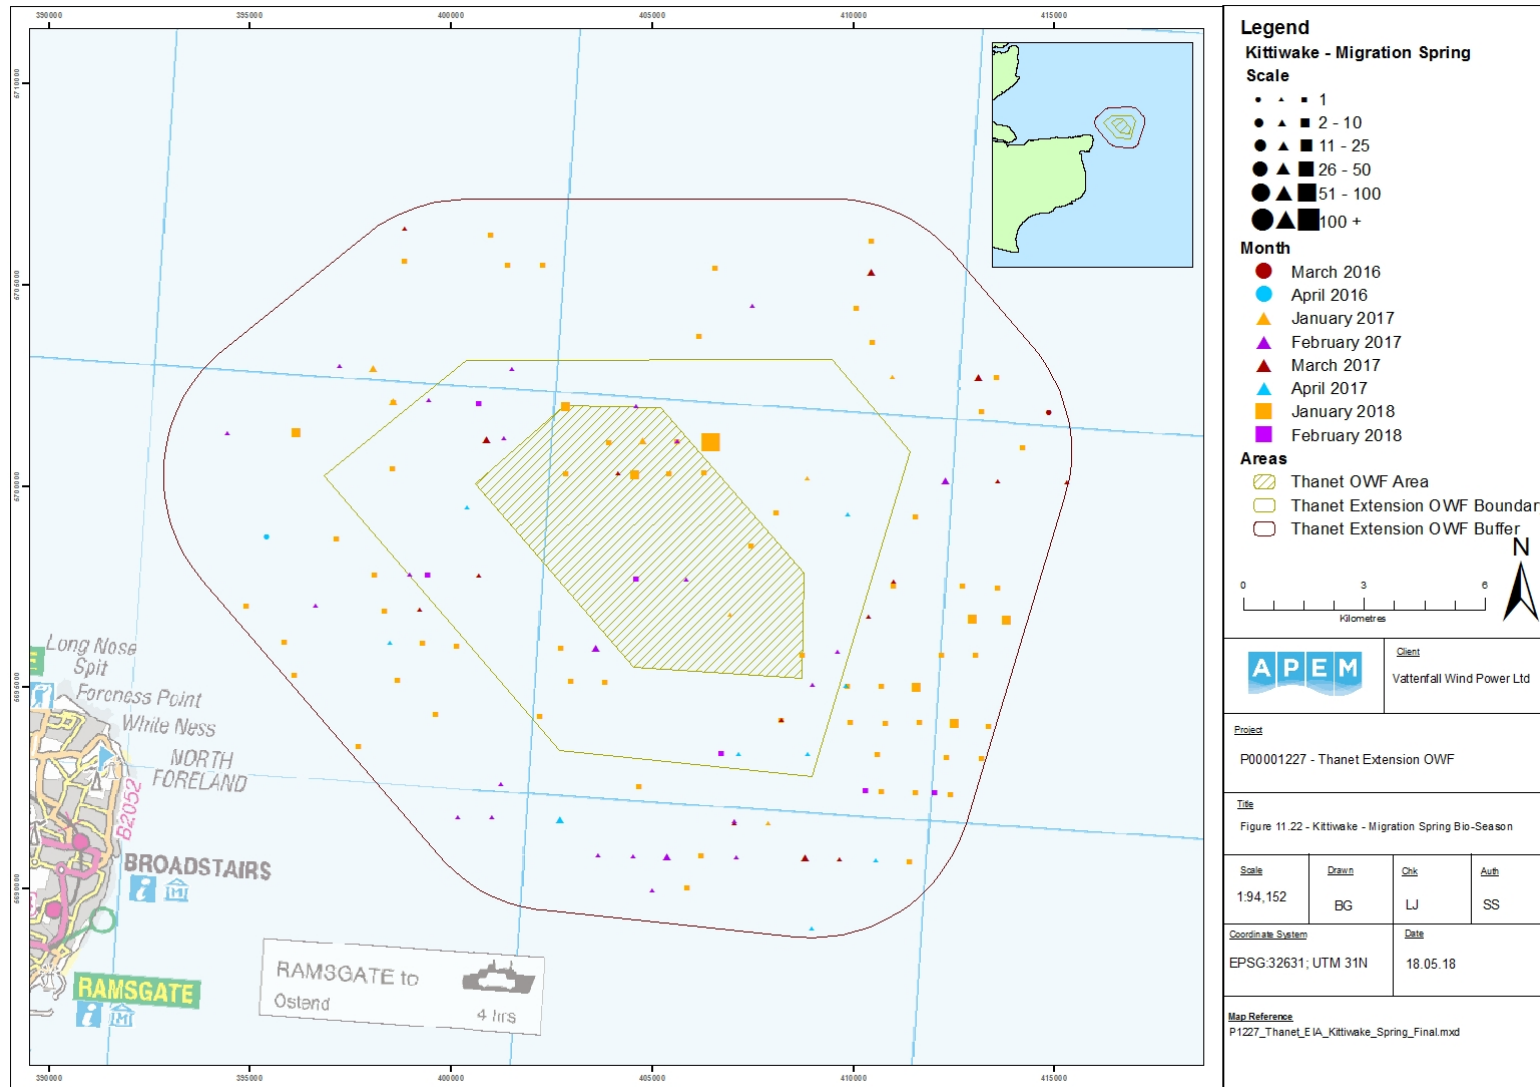 390000
395000
400000
405000
410000
415000
Legend
Kittiwake - Migration Spring
Scale
1
2 - 10
11 - 25
26 - 50
51 - 100
100 +
Month
March 2016
April 2016
January 2017
February 2017
March 2017
April 2017
January 2018
February 2018
Areas
Thanet OWF Area
Thanet Extension OWF Boundar
Thanet Extension OWF Buffer
N
0
3
6
Kilometres
APEM
Client
Vattenfall Wind Power Ltd
Project
P00001227 - Thanet Extension OWF
Title
Figure 11.22 - Kittiwake - Migration Spring Bio-Season
Scale
1:94,152
Drawn
BG
Chk
LJ
Auth
SS
Coordinate System
EPSG:32631; UTM 31N
Date
18.05.18
Map Reference
P1227_Thanet_EIA_Kittiwake_Spring_Final.mxd
Long Nose
Spit
Foreness Point
White Ness
NORTH
FORELAND
B2052
BROADSTAIRS
RAMSGATE
RAMSGATE to
Ostend
4 hrs
390000
395000
400000
405000
410000
415000